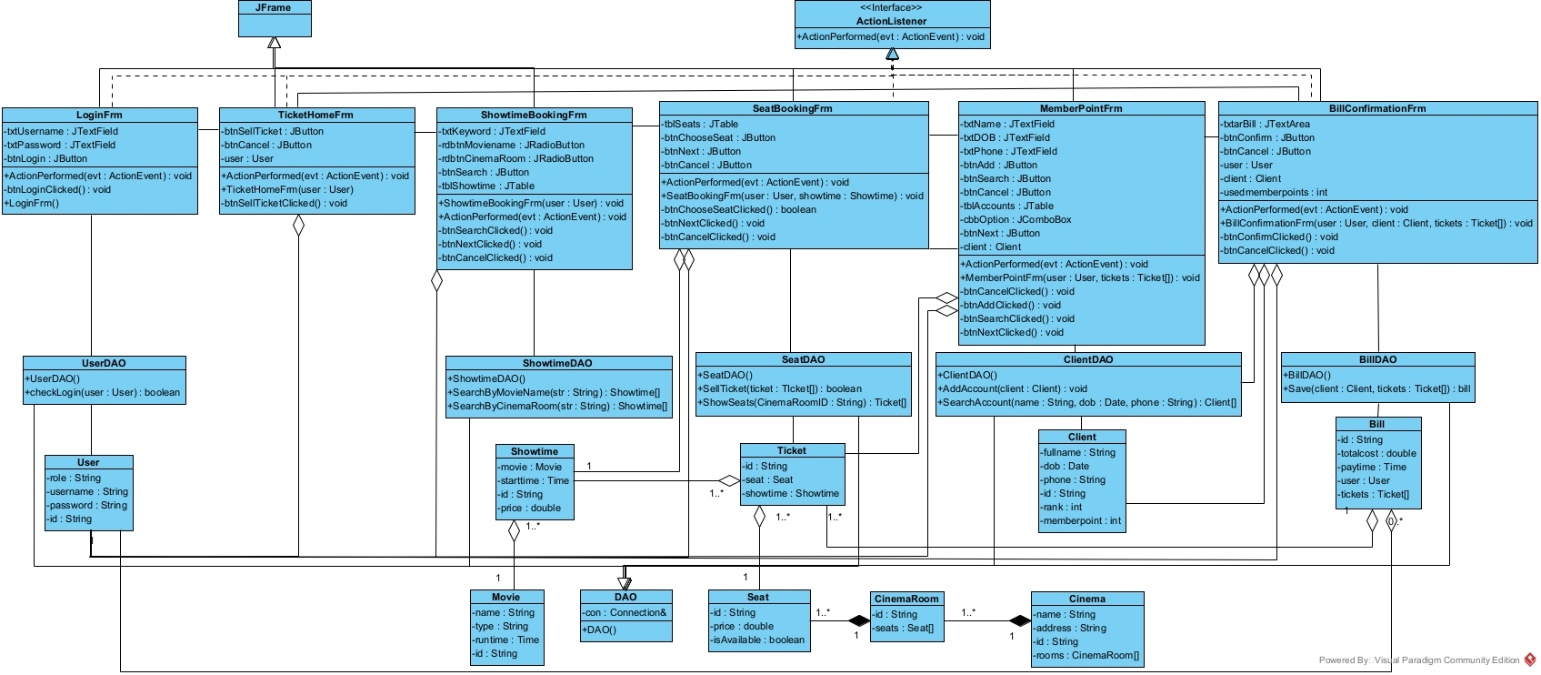 JFrame
<<Interface>>
ActionListener
+ActionPerformed(evt : ActionEvent) : void
LoginFrm
-txtUsername : JTextField
-txtPassword : JTextField
-btnLogin : JButton
+ActionPerformed(evt : ActionEvent) : void
-btnLoginClicked() : void
+LoginFrm()
TicketHomeFrm
-btnSellTicket : JButton
-btnCancel : JButton
-user : User
+ActionPerformed(evt : ActionEvent) : void
+TicketHomeFrm(user : User)
-btnSellTicketClicked() : void
ShowtimeBookingFrm
-txtKeyword : JTextField
-rdbtnMoviename : JRadioButton
-rdbtnCinemaRoom : JRadioButton
-btnSearch : JButton
-tblShowtime : JTable
+ShowtimeBookingFrm(user : User) : void
+ActionPerformed(evt : ActionEvent) : void
-btnSearchClicked() : void
-btnNextClicked() : void
-btnCancelClicked() : void
SeatBookingFrm
-tblSeats : JTable
-btnChooseSeat : JButton
-btnNext : JButton
-btnCancel : JButton
+ActionPerformed(evt : ActionEvent) : void
+SeatBookingFrm(user : User, showtime : Showtime) : void
-btnChooseSeatClicked() : boolean
-btnNextClicked() : void
-btnCancelClicked() : void
MemberPointFrm
-txtName : JTextField
-txtDOB : JTextField
-txtPhone : JTextField
-btnAdd : JButton
-btnSearch : JButton
-btnCancel : JButton
-tblAccounts : JTable
-cbbOption : JComboBox
-btnNext : JButton
-client : Client
+ActionPerformed(evt : ActionEvent) : void
+MemberPointFrm(user : User, tickets : Ticket[]) : void
-btnCancelClicked() : void
-btnAddClicked() : void
-btnSearchClicked() : void
-btnNextClicked() : void
BillConfirmationFrm
-txtarBill : JTextArea
-btnConfirm : JButton
-btnCancel : JButton
-user : User
-client : Client
-usedmemberpoints : int
+ActionPerformed(evt : ActionEvent) : void
+BillConfirmationFrm(user : User, client : Client, tickets : Ticket[]) : void
-btnConfirmClicked() : void
-btnCancelClicked() : void
UserDAO
+UserDAO()
+checkLogin(user : User) : boolean
ShowtimeDAO
+ShowtimeDAO()
+SearchByMovieName(str : String) : Showtime[]
+SearchByCinemaRoom(str : String) : Showtime[]
SeatDAO
+SeatDAO()
+SellTicket(ticket : TIcket[]) : boolean
+ShowSeats(CinemaRoomID : String) : Ticket[]
ClientDAO
+ClientDAO()
+AddAccount(client : Client) : void
+SearchAccount(name : String, dob : Date, phone : String) : Client[]
BillDAO
+BillDAO()
+Save(client : Client, tickets : Ticket[]) : bill
User
-role : String
-username : String
-password : String
-id : String
1
Showtime
-movie : Movie
-starttime : Time
-id : String
-price : double
1
1..*
1..*
Ticket
-id : String
-seat : Seat
-showtime : Showtime
1..*
1..*
Client
-fullname : String
-dob : Date
-phone : String
-id : String
-rank : int
-memberpoint : int
Bill
-id : String
-totalcost : double
-paytime : Time
-user : User
-tickets : Ticket[]
1
0..*
1
Movie
-name : String
-type : String
-runtime : Time
-id : String
DAO
-con : Connection&
+DAO()
1
Seat
-id : String
-price : double
-isAvailable : boolean
1..*
1
CinemaRoom
-id : String
-seats : Seat[]
1..*
1
Cinema
-name : String
-address : String
-id : String
-rooms : CinemaRoom[]
Powered By Visual Paradigm Community Edition